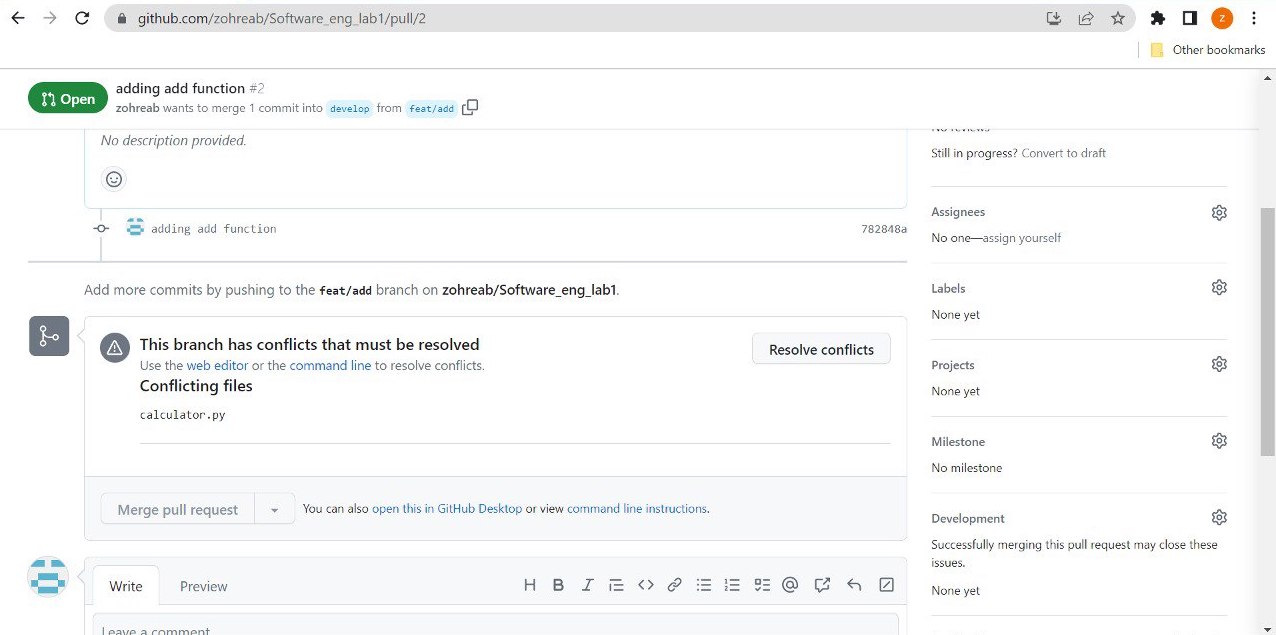 github.com/zohreab/Software_eng_lab1/pull/2
Z
Other bookmarks
Open
adding add function #2
zohreab wants to merge 1 commit into develop from feat/add
No description provided.
No reviews
Still in progress? Convert to draft
adding add function
782848a
Assignees
No one—assign yourself
Add more commits by pushing to the feat/add branch on zohreab/Software_eng_lab1.
Labels
None yet
This branch has conflicts that must be resolved
Resolve conflicts
Use the web editor or the command line to resolve conflicts.
Conflicting files
calculator.py
Projects
None yet
Milestone
No milestone
Merge pull request
You can also open this in GitHub Desktop or view command line instructions.
Development
Successfully merging this pull request may close these
issues.
None yet
Write
Preview
Leave a comment